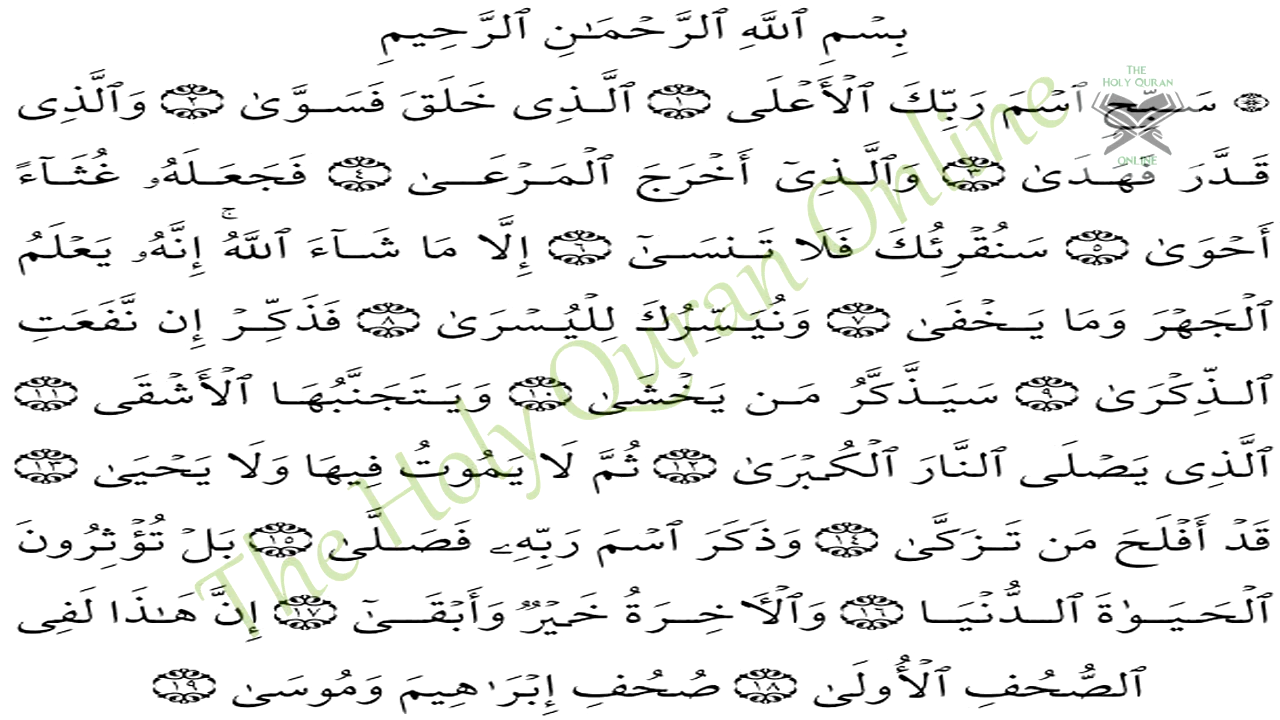 بِسْمِ ٱللَّهِ ٱلرَّحْمَـٰنِ ٱلرَّحِيمِ
THE
HOLY QURAN
ONLINE
۞ سَبِّحِ ٱسْمَ رَبِّكَ ٱلْأَعْلَى ١ ٱلَّذِى خَلَقَ فَسَوَّىٰ ٢ وَٱلَّذِى
قَدَّرَ فَهَدَىٰ ٣ وَٱلَّذِىٓ أَخْرَجَ ٱلْمَرْعَىٰ ٤ فَجَعَلَهُۥ غُثَآءً
أَحْوَىٰ ٥ سَنُقْرِئُكَ فَلَا تَنسَىٰٓ ٦ إِلَّا مَا شَآءَ ٱللَّهُ ۚ إِنَّهُۥ يَعْلَمُ
ٱلْجَهْرَ وَمَا يَخْفَىٰ ٧ وَنُيَسِّرُكَ لِلْيُسْرَىٰ ٨ فَذَكِّرْ إِن نَّفَعَتِ
ٱلذِّكْرَىٰ ٩ سَيَذَّكَّرُ مَن يَخْشَىٰ ١٠ وَيَتَجَنَّبُهَا ٱلْأَشْقَى ١١
ٱلَّذِى يَصْلَى ٱلنَّارَ ٱلْكُبْرَىٰ ١٢ ثُمَّ لَا يَمُوتُ فِيهَا وَلَا يَحْيَىٰ ١٣
قَدْ أَفْلَحَ مَن تَزَكَّىٰ ١٤ وَذَكَرَ ٱسْمَ رَبِّهِۦ فَصَلَّىٰ ١٥ بَلْ تُؤْثِرُونَ
ٱلْحَيَوٰةَ ٱلدُّنْيَا ١٦ وَٱلْـَٔاخِرَةُ خَيْرٌ وَأَبْقَىٰٓ ١٧ إِنَّ هَـٰذَا لَفِى
ٱلصُّحُفِ ٱلْأُولَىٰ ١٨ صُحُفِ إِبْرَٰهِيمَ وَمُوسَىٰ ١٩
The Holy Quran Online